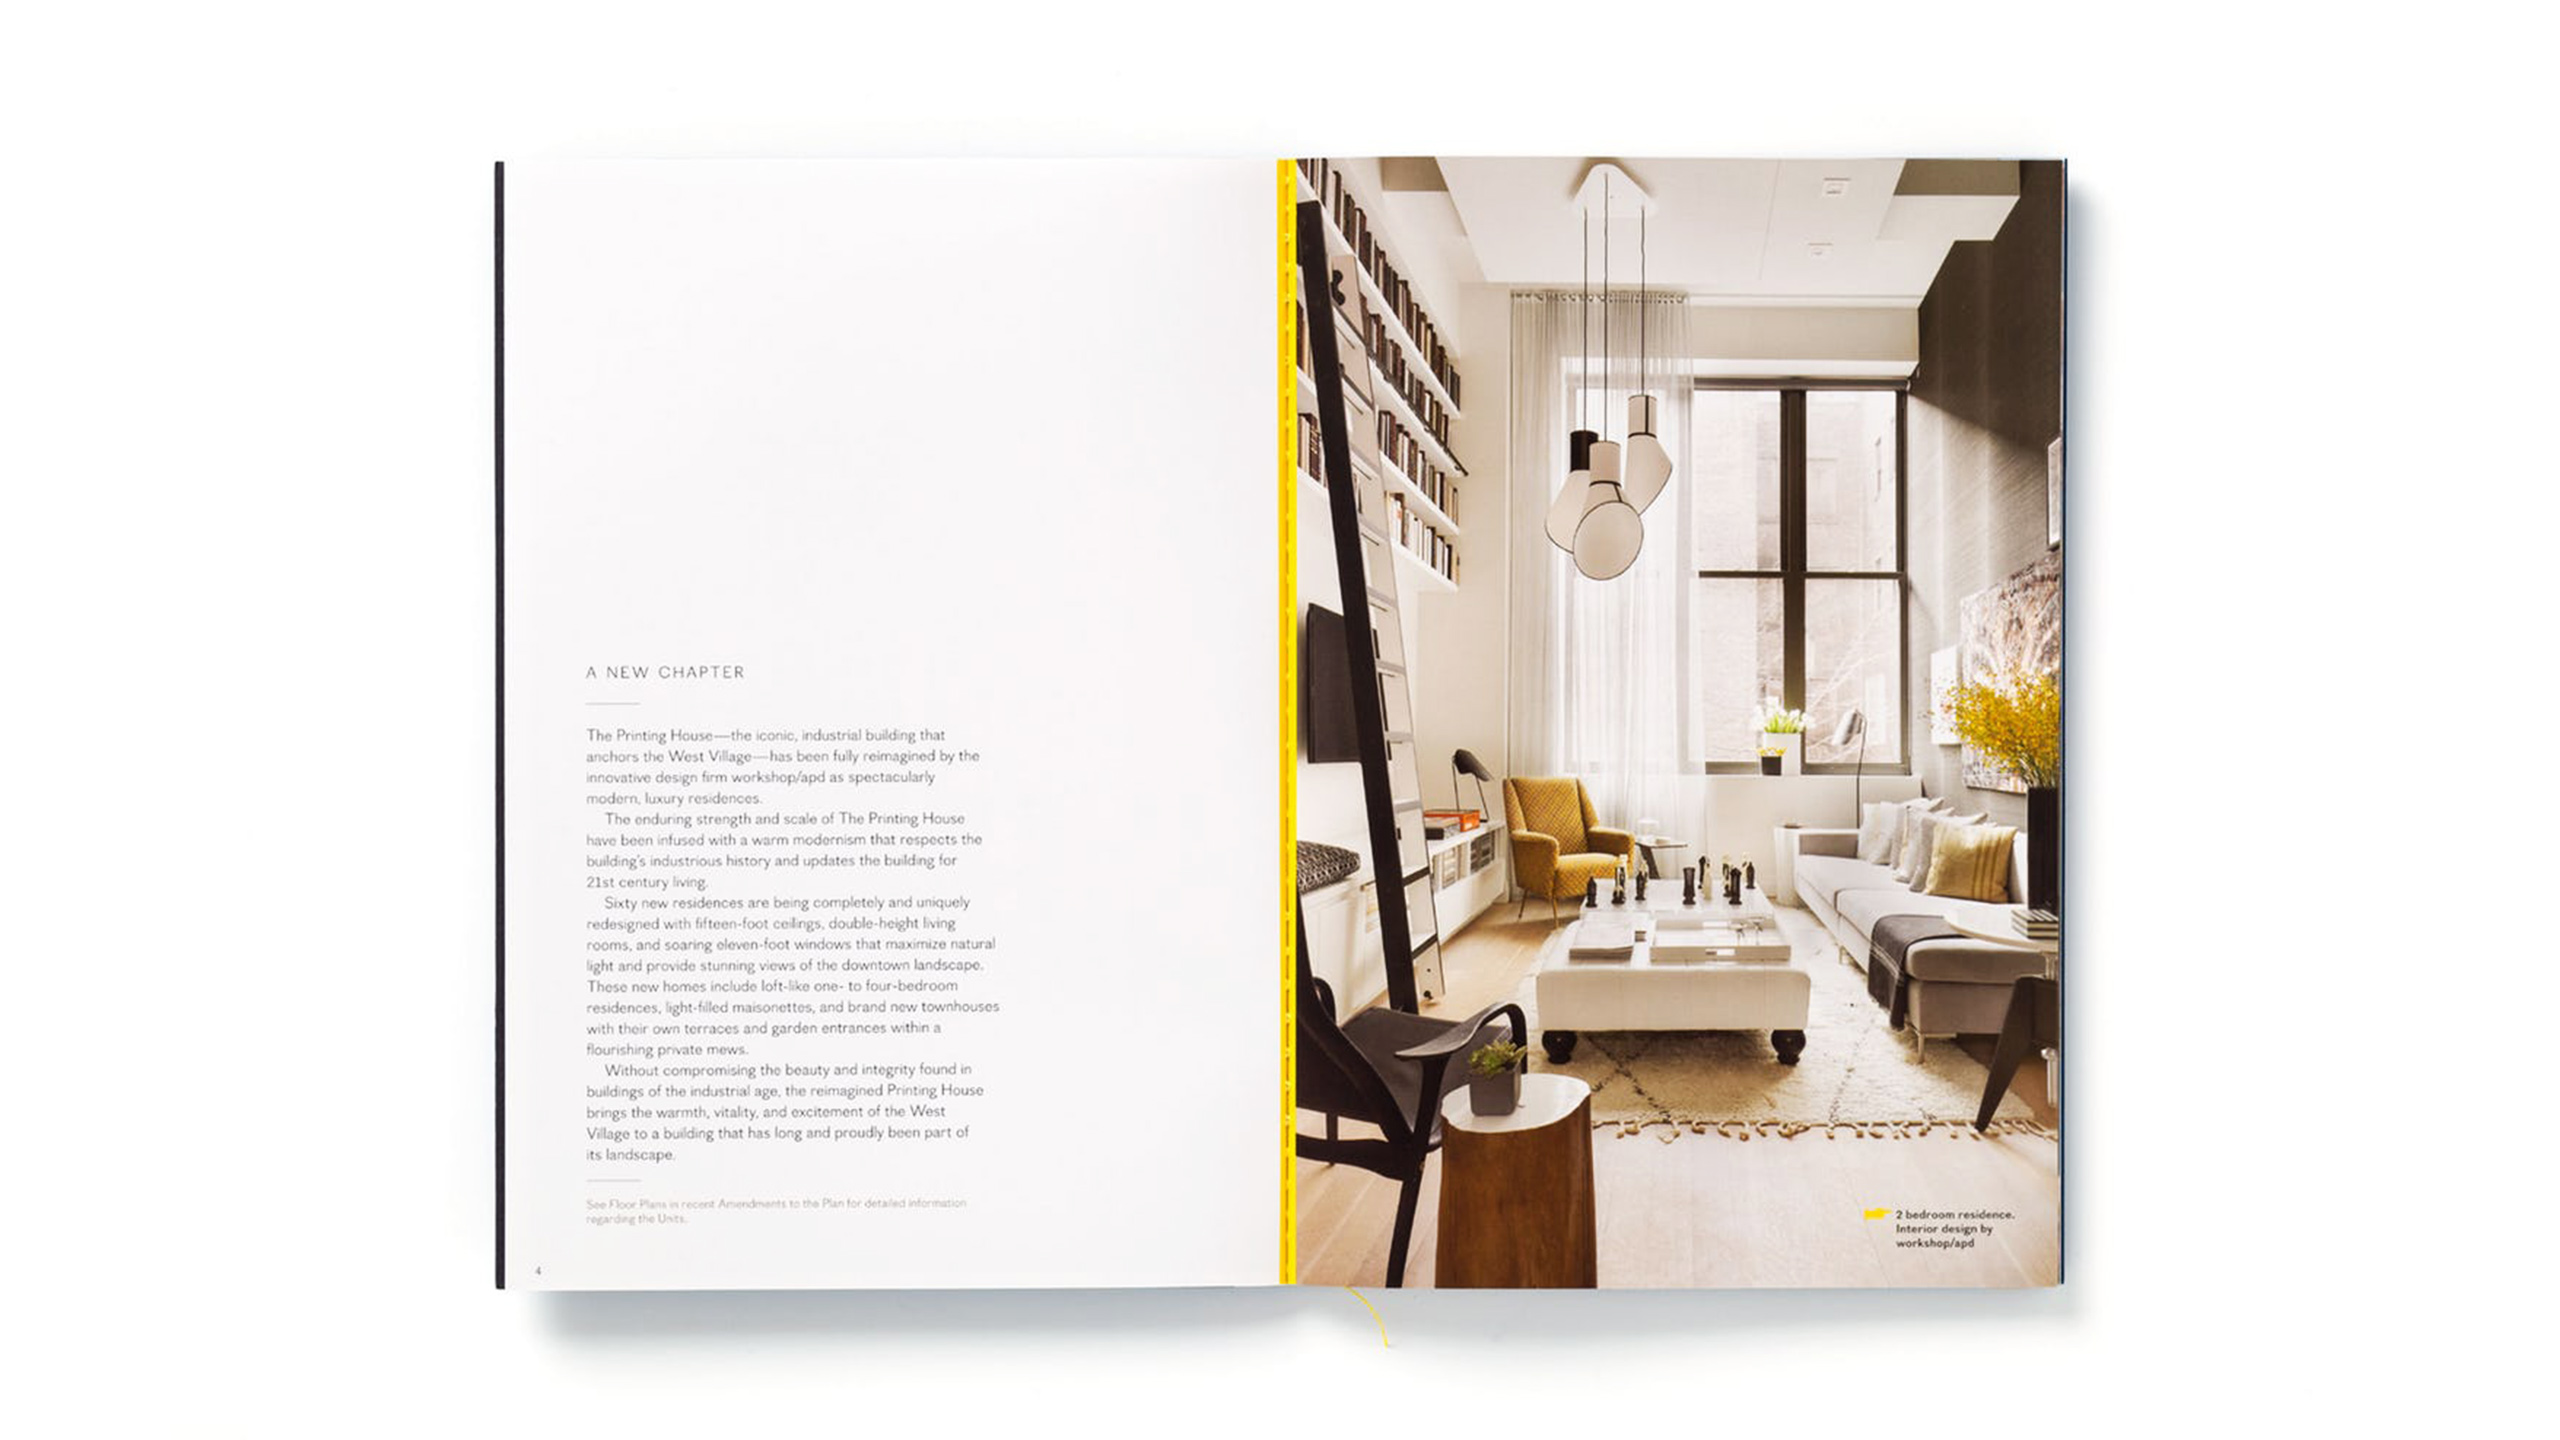 A NEW CHAPTER
The Printing House—the iconic, industrial building that
anchors the West Village—has been fully reimagined by the
innovative design firm workshop/apd as spectacularly
modern, luxury residences.
The enduring strength and scale of The Printing House
have been infused with a warm modernism that respects the
building's industrious history and updates the building for
21st century living.
Sixty new residences are being completely and uniquely
redesigned with fifteen-foot ceilings, double-height living
rooms, and soaring eleven-foot windows that maximize natural
light and provide stunning views of the downtown landscape.
These new homes include loft-like one- to four-bedroom
residences, light-filled maisonettes, and brand new townhouses
with their own terraces and garden entrances within a
flourishing private mews.
Without compromising the beauty and integrity found in
buildings of the industrial age, the reimagined Printing House
brings the warmth, vitality, and excitement of the West
Village to a building that has long and proudly been part of
its landscape.
See Floor Plans in recent Amendments to the Plan for detailed information
regarding the Units.
4
2 bedroom residence.
Interior design by
workshop/apd